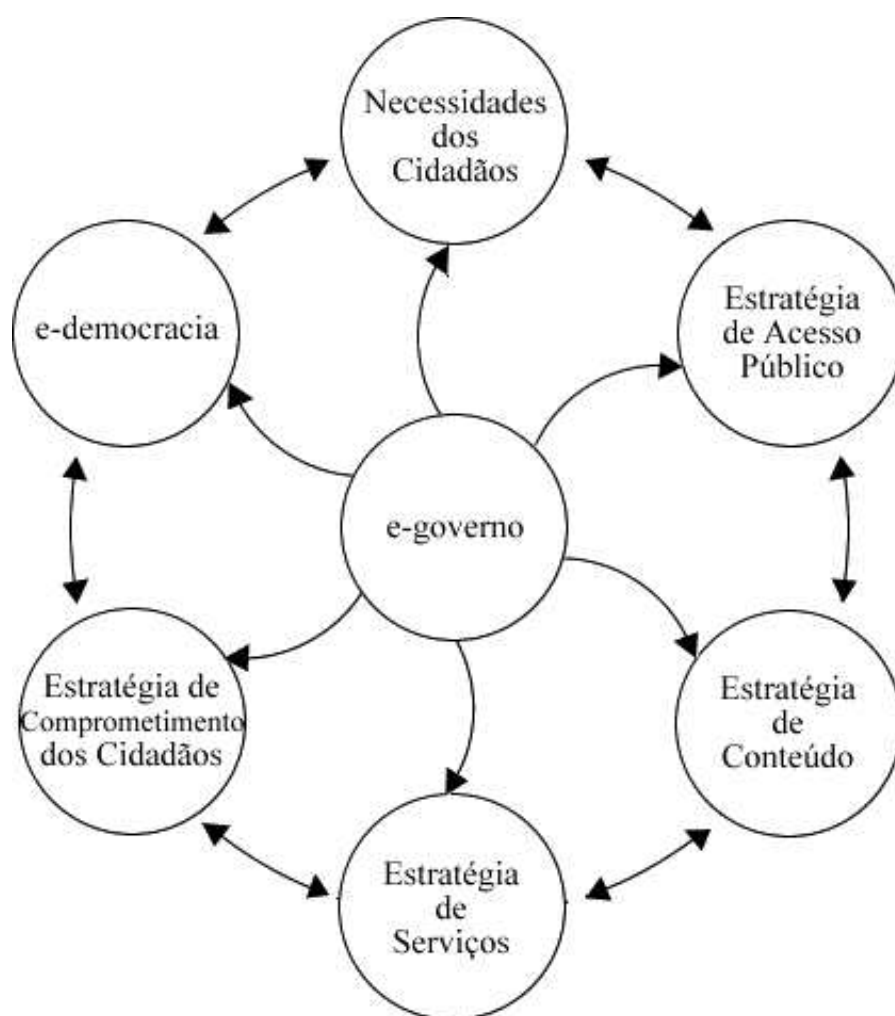 Necessidades
dos
Cidadãos
e-democracia
Estratégia
de Acesso
Público
e-governo
Estratégia de
Comprometimento
dos Cidadãos
Estratégia
de
Conteúdo
Estratégia
de
Serviços